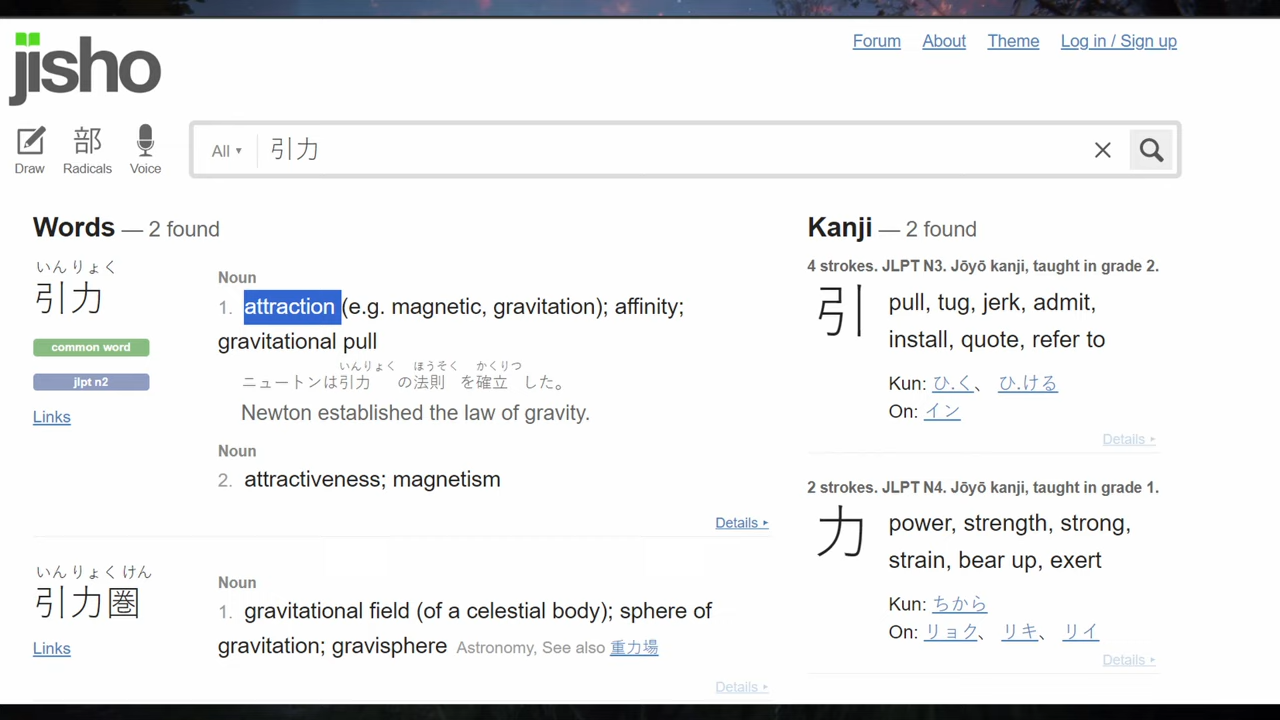 jisho
Forum About Theme Log in / Sign up
Draw 部 Radicals Voice
All ▾ 引力
Words — 2 found
いんりょく
引力
common word
jlpt n2
Links
Noun
1. attraction (e.g. magnetic, gravitation); affinity;
gravitational pull
いんりょく ほうそく かくりつ
ニュートンは引力 の法則 を確立 した。
Newton established the law of gravity.
Noun
2. attractiveness; magnetism
Details ▸
いんりょくけん
引力圏
Links
Noun
1. gravitational field (of a celestial body); sphere of
gravitation; gravisphere Astronomy, See also 重力場
Details ▸
Kanji — 2 found
4 strokes. JLPT N3. Jōyō kanji, taught in grade 2.
引
pull, tug, jerk, admit,
install, quote, refer to
Kun: ひ.く、 ひ.ける
On: イン
Details ▸
2 strokes. JLPT N4. Jōyō kanji, taught in grade 1.
力
power, strength, strong,
strain, bear up, exert
Kun: ちから
On: リョク、 リキ、 リイ
Details ▸